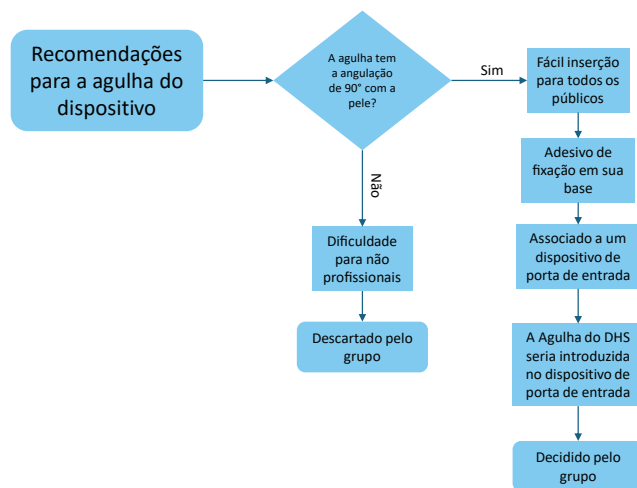 Recomendações
para a agulha do
dispositivo
A agulha tem
a angulação
de 90° com a
pele?
Sim
Fácil inserção
para todos os
públicos
Adesivo de
fixação em sua
base
Associado a um
dispositivo de
porta de entrada
A Agulha do DHS
seria introduzida
no dispositivo de
porta de entrada
Decidido pelo
grupo
Não
Dificuldade
para não
profissionais
Descartado pelo
grupo